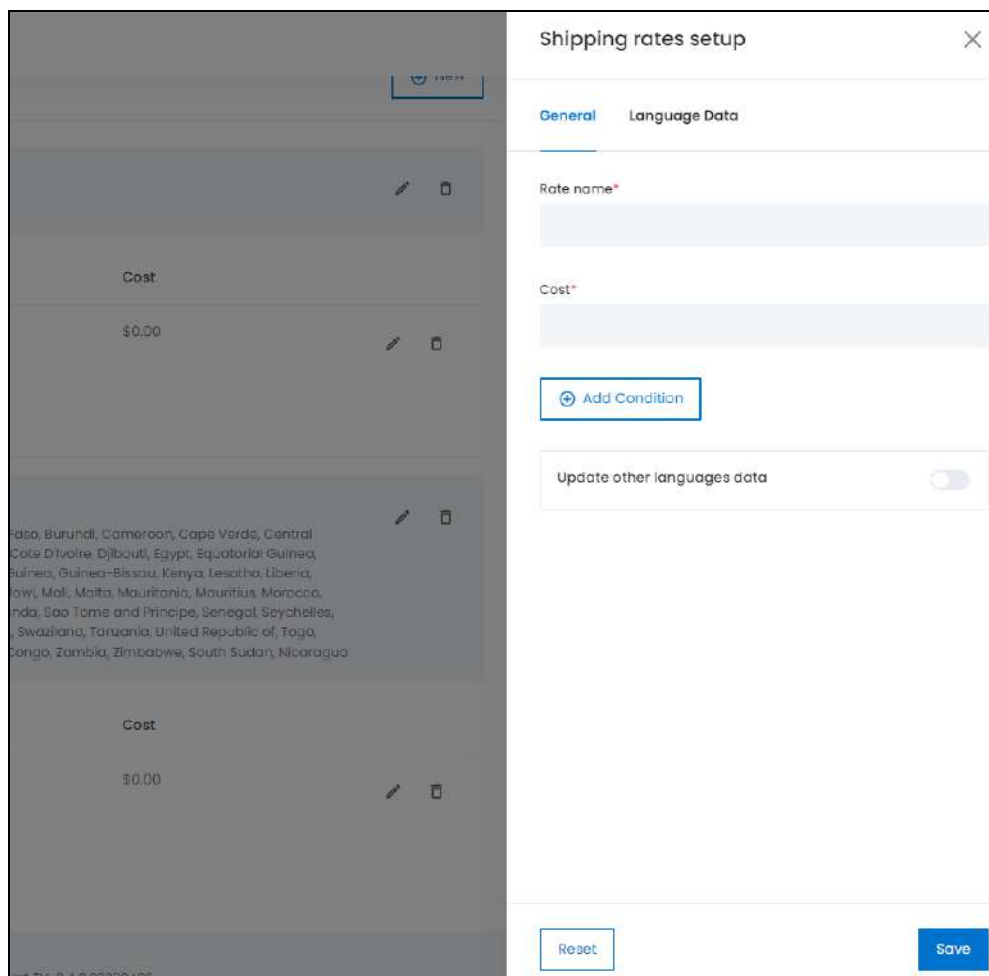 Shipping rates setup
New
General Language Data
Rate name*
Cost*
Add Condition
Update other languages data
Reset Save
Cost
$0.00
Faso, Burundi, Cameroon, Cape Verde, Central
Cote D'ivoire, Djibouti, Egypt, Equatorial Guinea,
Guinea, Guinea-Bissau, Kenya, Lesotho, Liberia,
Mali, Malta, Mauritania, Mauritius, Morocco,
Sao Tome and Principe, Senegal, Seychelles,
, Swaziland, Tanzania, United Republic of, Togo,
Congo, Zambia, Zimbabwe, South Sudan, Nicaragua
Cost
$0.00